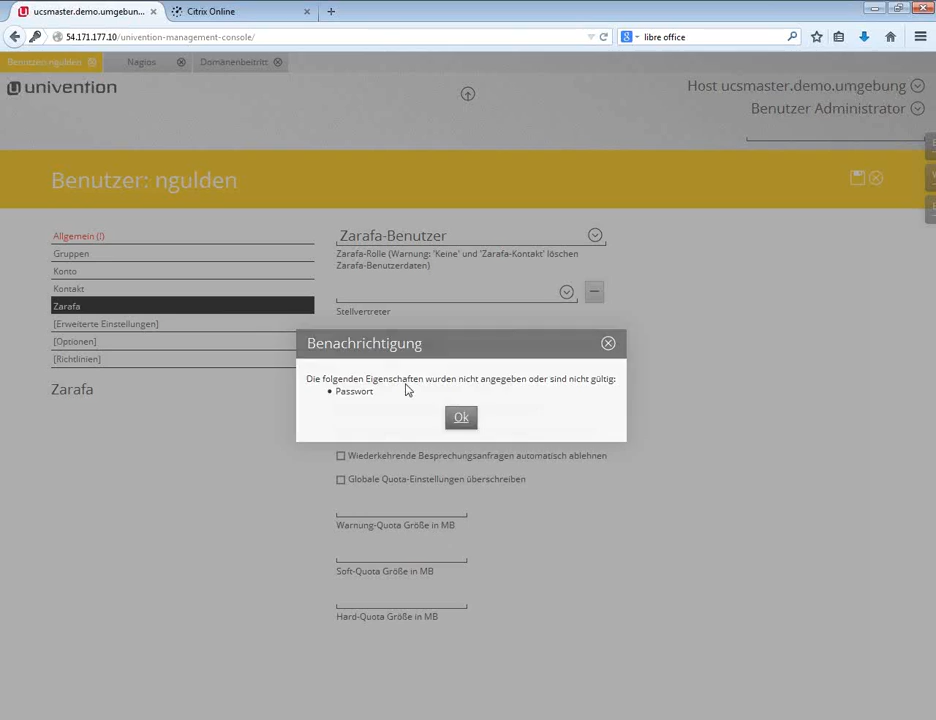 ucsmaster.demo.umgebun...
Citrix Online
54.171.177.10/univention-management-console/
libre office
Benutzer: ngulden
Nagios
Domänenbeitritt
univention
Host ucsmaster.demo.umgebung
Benutzer Administrator
Benutzer: ngulden
Allgemein (!)
Gruppen
Konto
Kontakt
Zarafa
[Erweiterte Einstellungen]
[Optionen]
[Richtlinien]
Zarafa
Zarafa-Benutzer
Zarafa-Rolle (Warnung: 'Keine' und 'Zarafa-Kontakt' löschen
Zarafa-Benutzerdaten)
Stellvertreter
Benachrichtigung
Die folgenden Eigenschaften wurden nicht angegeben oder sind nicht gültig:
• Passwort
Ok
Wiederkehrende Besprechungsanfragen automatisch ablehnen
Globale Quota-Einstellungen überschreiben
Warnung-Quota Größe in MB
Soft-Quota Größe in MB
Hard-Quota Größe in MB